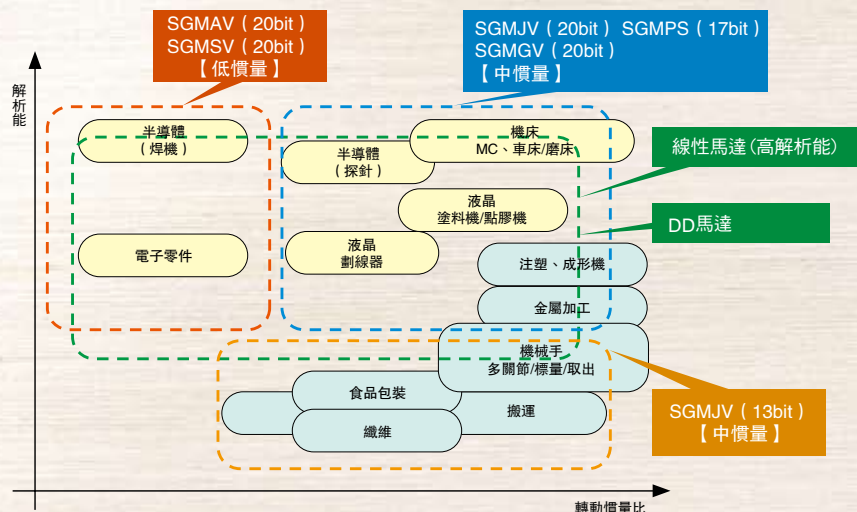 SGMAV（20bit）
SGMSV（20bit）
【低慣量】
SGMJV（20bit） SGMPS（17bit）
SGMGV（20bit）
【中慣量】
解析能
半導體
（焊機）
半導體
（探針）
機床
MC、車床/磨床
線性馬達（高解析能）
液晶
塗料機/點膠機
DD馬達
電子零件
液晶
劃線器
注塑、成形機
金屬加工
機械手
多關節/標量/取出
食品包裝
搬運
纖維
SGMJV（13bit）
【中慣量】
轉動慣量比